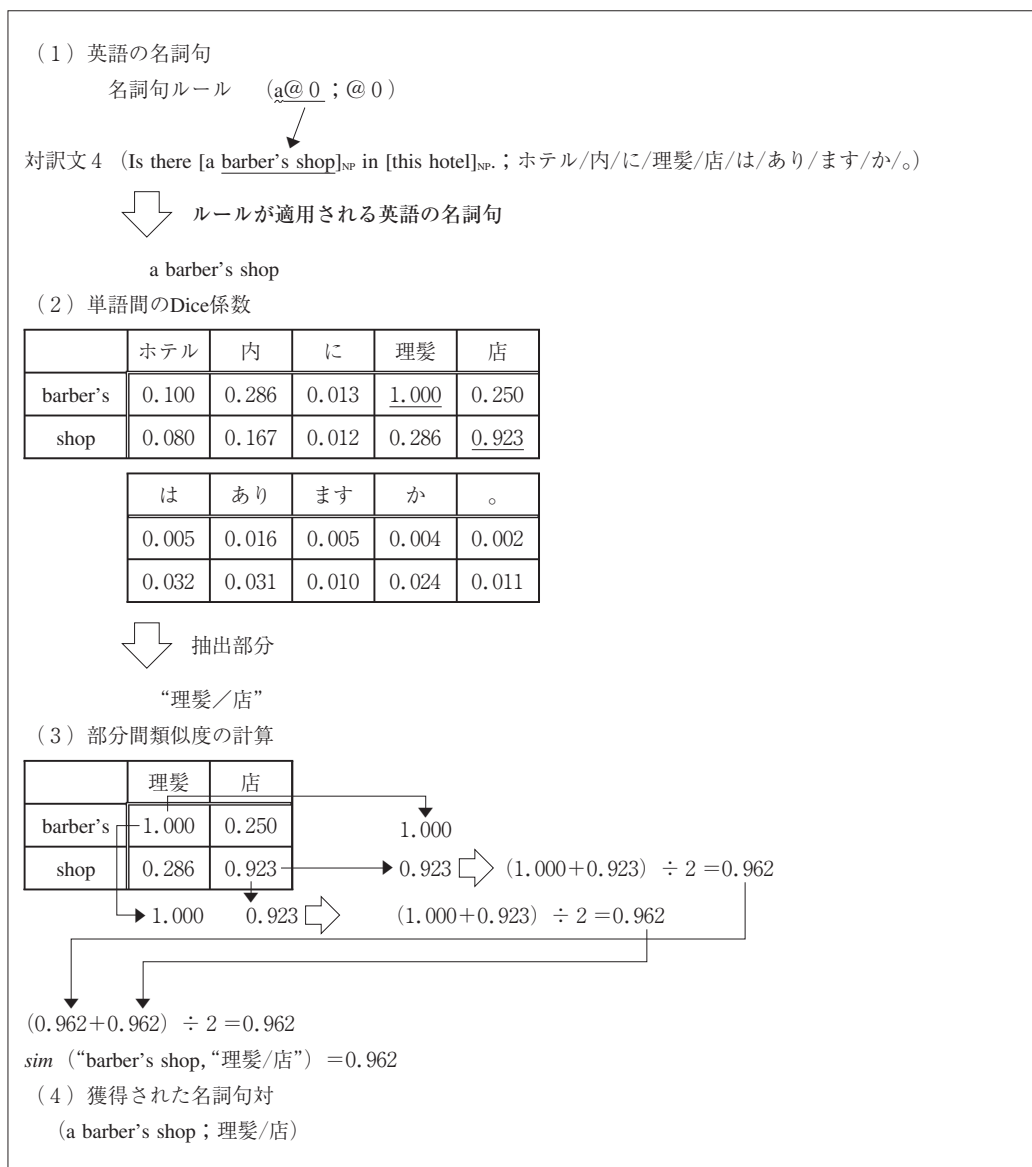 (1)英語の名詞句
名詞句ルール (a@0;@0)
対訳文4 (Is there [a barber's shop]NP in [this hotel]NP.;ホテル/内/に/理髪/店/は/あり/ます/か/。)
ルールが適用される英語の名詞句
a barber's shop
(2)単語間のDice係数
ホテル 内 に 理髪 店
barber's 0.100 0.286 0.013 1.000 0.250
shop 0.080 0.167 0.012 0.286 0.923
は あり ます か 。
0.005 0.016 0.005 0.004 0.002
0.032 0.031 0.010 0.024 0.011
抽出部分
“理髪/店”
(3)部分間類似度の計算
理髪 店
barber's 1.000 0.250 1.000
shop 0.286 0.923 0.923 (1.000+0.923) ÷2=0.962
1.000 0.923 (1.000+0.923) ÷2=0.962
(0.962+0.962) ÷2=0.962
sim (“barber's shop, “理髪/店”) =0.962
(4)獲得された名詞句対
(a barber's shop;理髪/店)